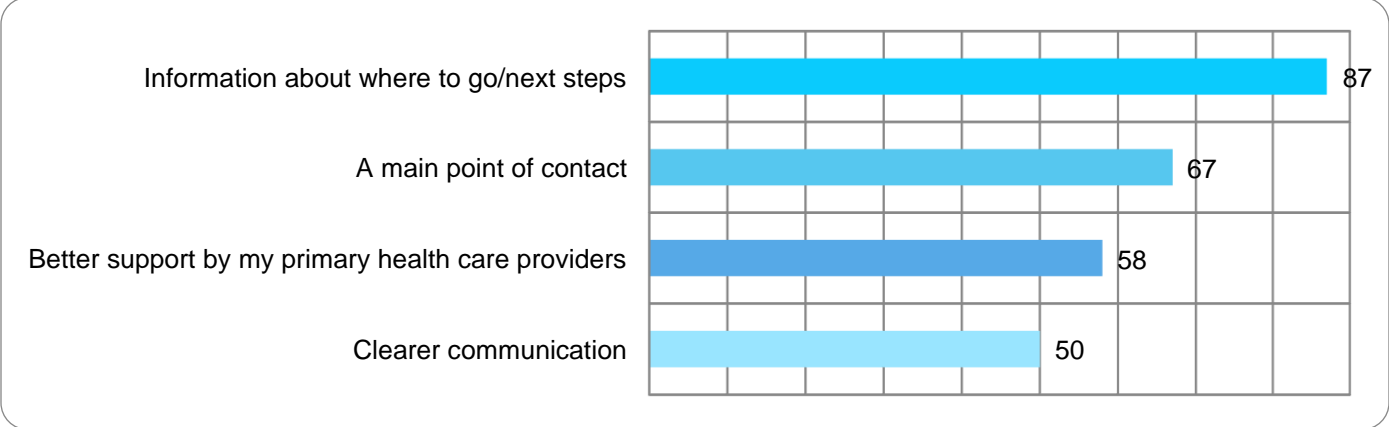 Information about where to go/next steps 87
A main point of contact 67
Better support by my primary health care providers 58
Clearer communication 50